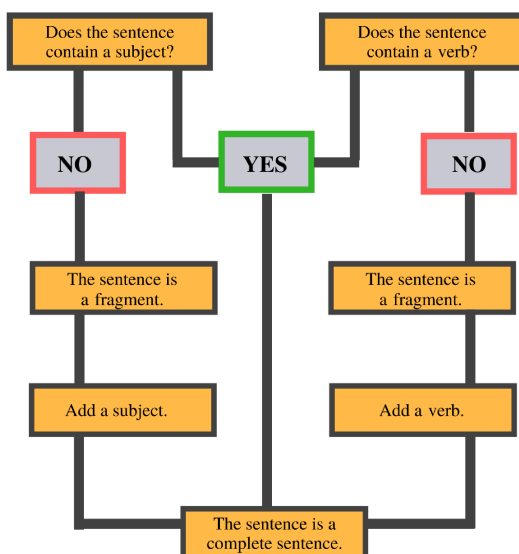 Does the sentence
contain a subject?
Does the sentence
contain a verb?
NO
YES
NO
The sentence is
a fragment.
The sentence is
a fragment.
Add a subject.
Add a verb.
The sentence is a
complete sentence.